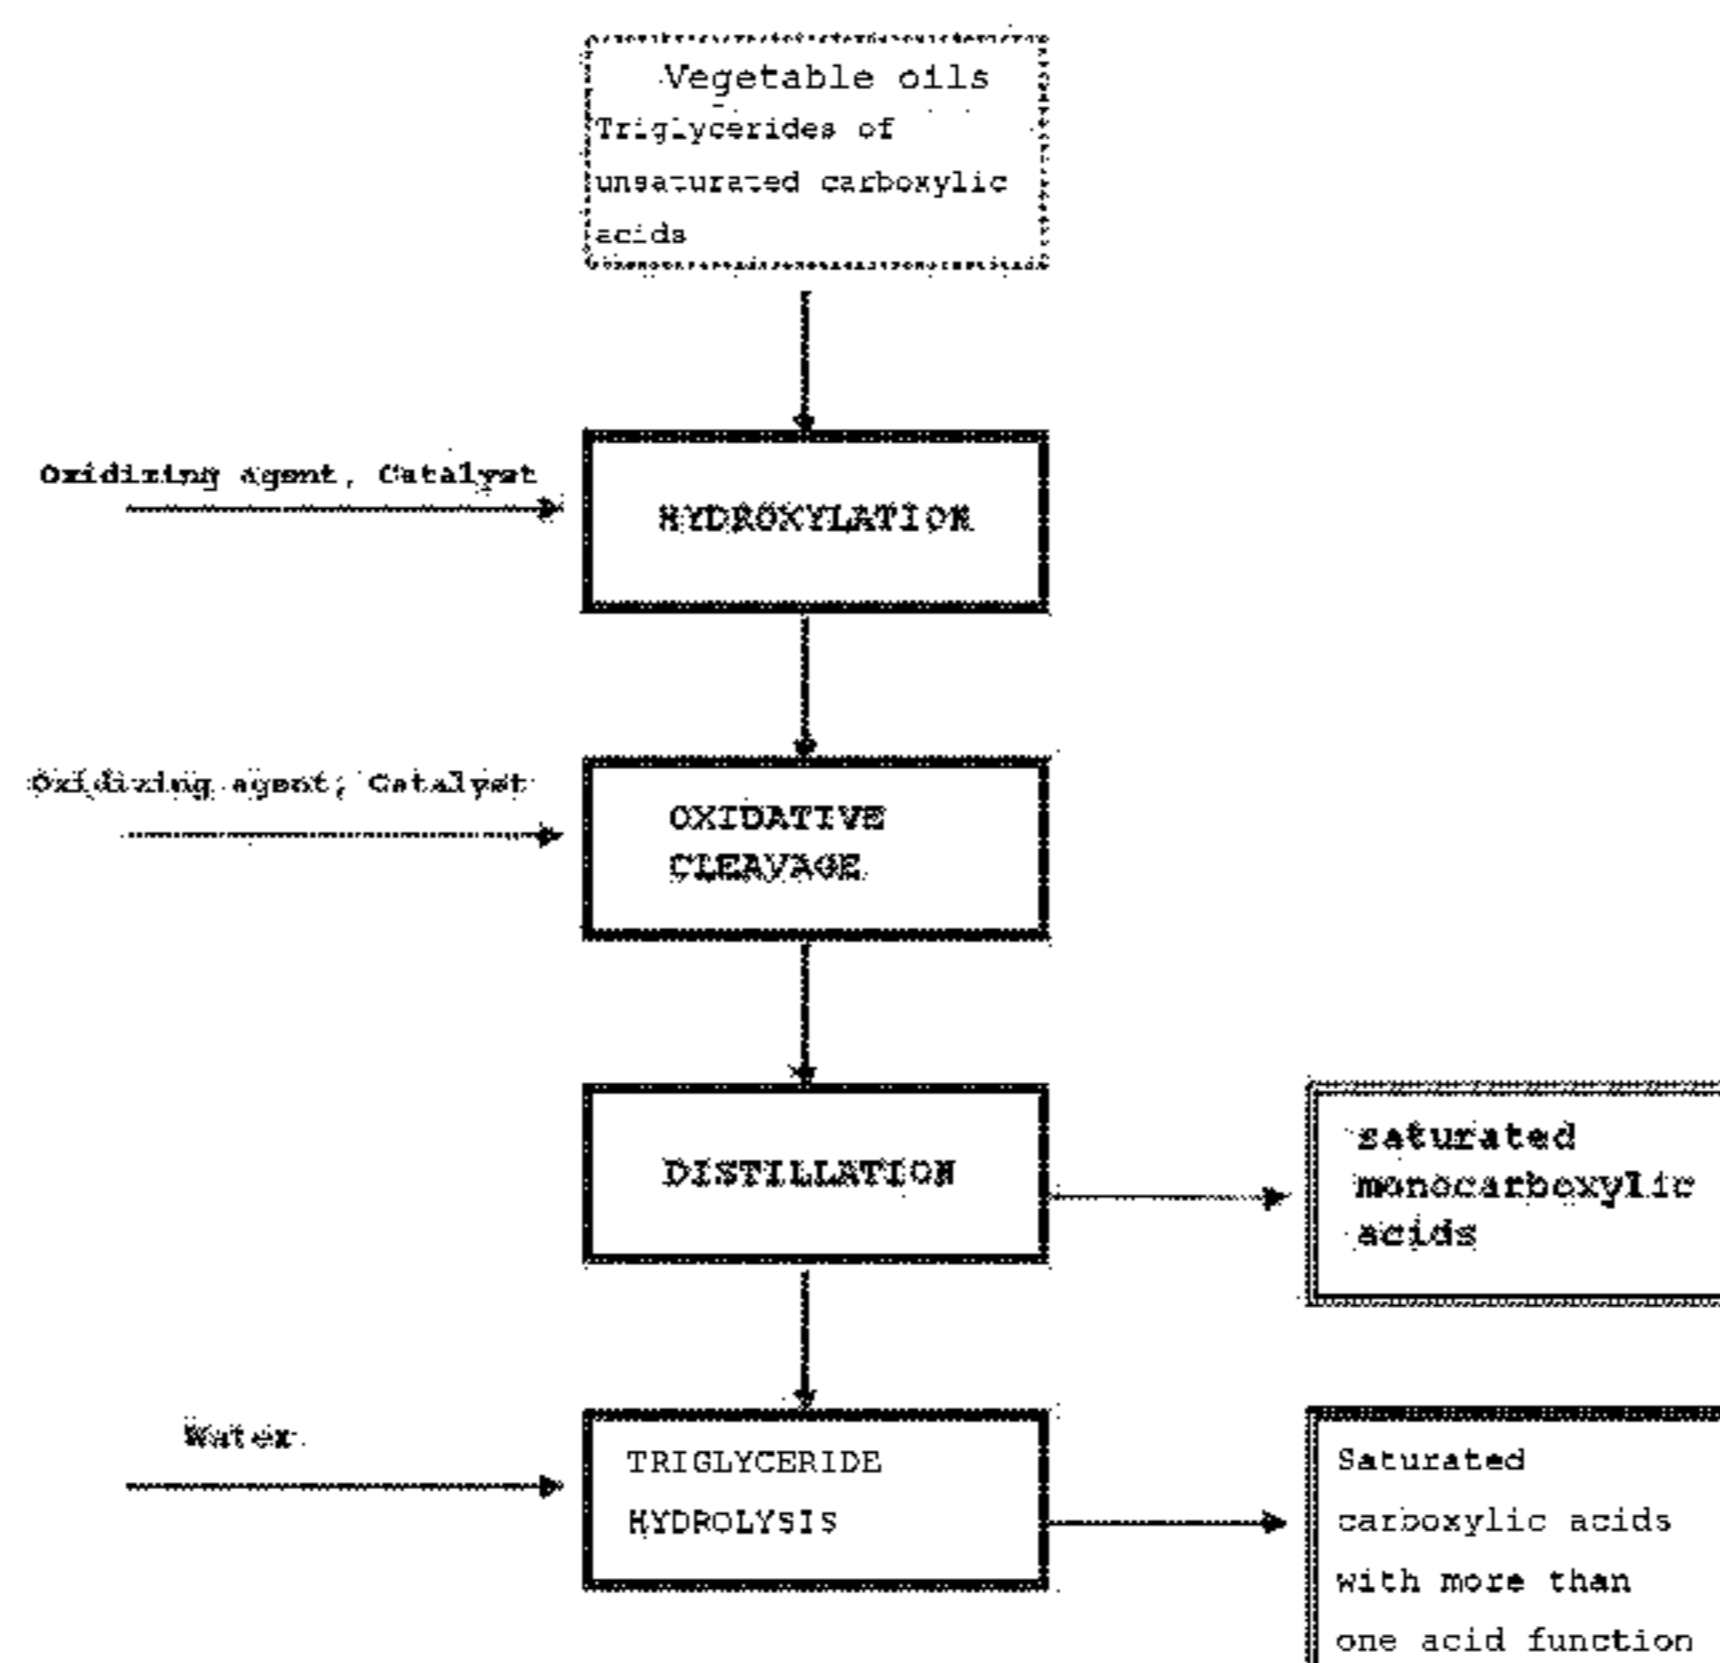 Vegetable oils
Triglycerides of
unsaturated carboxylic
acids
Oxidizing agent, Catalyst
HYDROXYLATION
Oxidizing agent, Catalyst
OXIDATIVE
CLEAVAGE
DISTILLATION
saturated
monocarboxylic
acids
Water
TRIGLYCERIDE
HYDROLYSIS
Saturated
carboxylic acids
with more than
one acid function